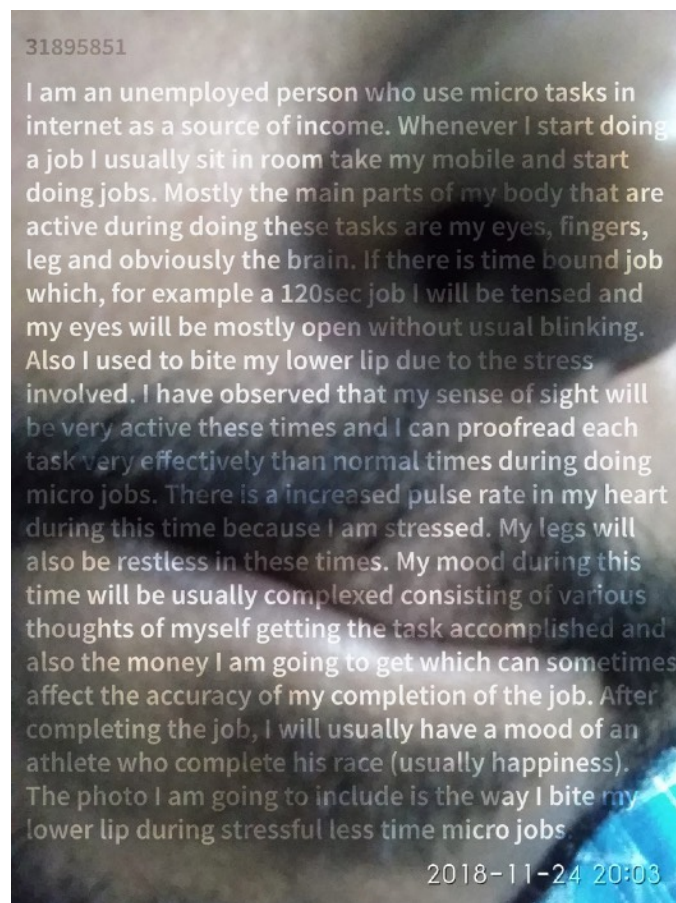 31895851
I am an unemployed person who use micro tasks in
internet as a source of income. Whenever I start doing
a job I usually sit in room take my mobile and start
doing jobs. Mostly the main parts of my body that are
active during doing these tasks are my eyes, fingers,
leg and obviously the brain. If there is time bound job
which, for example a 120sec job I will be tensed and
my eyes will be mostly open without usual blinking.
Also I used to bite my lower lip due to the stress
involved. I have observed that my sense of sight will
be very active these times and I can proofread each
task very effectively than normal times during doing
micro jobs. There is a increased pulse rate in my heart
during this time because I am stressed. My legs will
also be restless in these times. My mood during this
time will be usually complexed consisting of various
thoughts of myself getting the task accomplished and
also the money I am going to get which can sometimes
affect the accuracy of my completion of the job. After
completing the job, I will usually have a mood of an
athlete who complete his race (usually happiness).
The photo I am going to include is the way I bite my
lower lip during stressful less time micro jobs.
2018-11-24 20:03